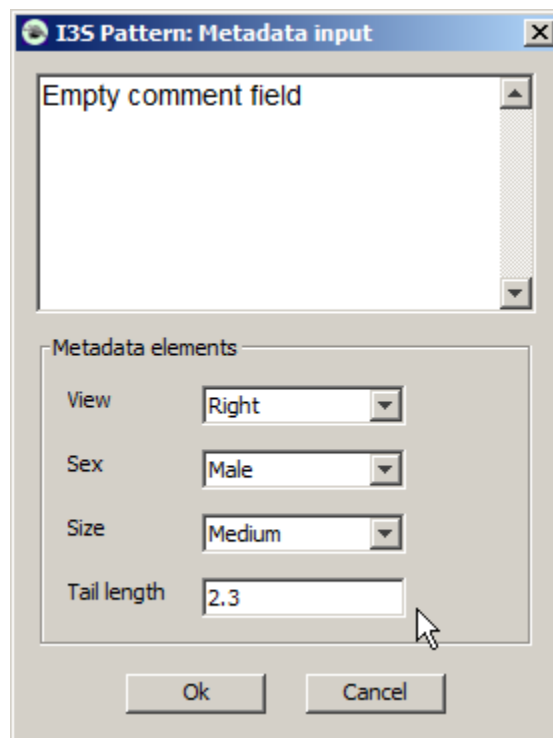 I3S Pattern: Metadata input
Empty comment field
Metadata elements
View Right
Sex Male
Size Medium
Tail length 2.3
Ok Cancel